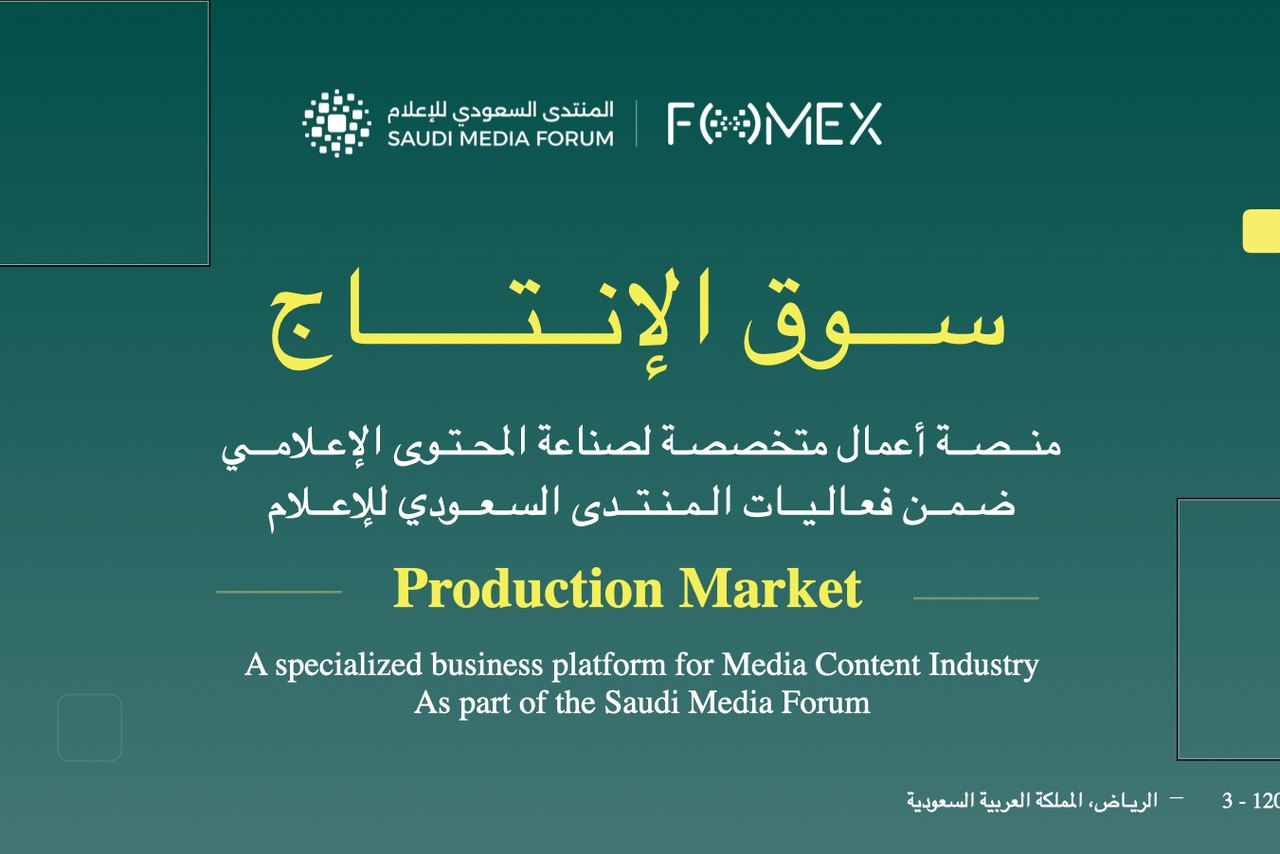 المنتدى السعودي للإعلام
SAUDI MEDIA FORUM
FOMEX
سوق الإنتاج
منصة أعمال متخصصة لصناعة المحتوى الإعلامي
ضمن فعاليات المنتدى السعودي للإعلام
Production Market
A specialized business platform for Media Content Industry
As part of the Saudi Media Forum
الرياض، المملكة العربية السعودية — 3 - 120